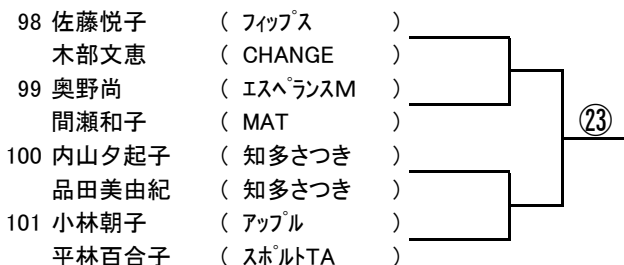 98 佐藤悦子 ( フィップス )
木部文恵 ( CHANGE )
99 奥野尚 ( エスペランスM )
間瀬和子 ( MAT )
㉓
100 内山夕起子 ( 知多さつき )
品田美由紀 ( 知多さつき )
101 小林朝子 ( アップル )
平林百合子 ( スポルトTA )